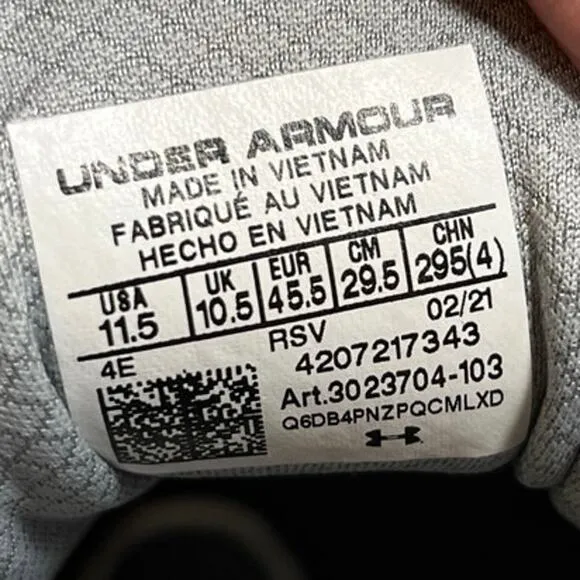 UNDER ARMOUR
MADE IN VIETNAM
FABRIQUÉ AU VIETNAM
HECHO EN VIETNAM
USA UK EUR CM CHN
11.5 10.5 45.5 29.5 295(4)
4E RSV 02/21
4207217343
Art.3023704-103
Q6DB4PNZPQCMLXD